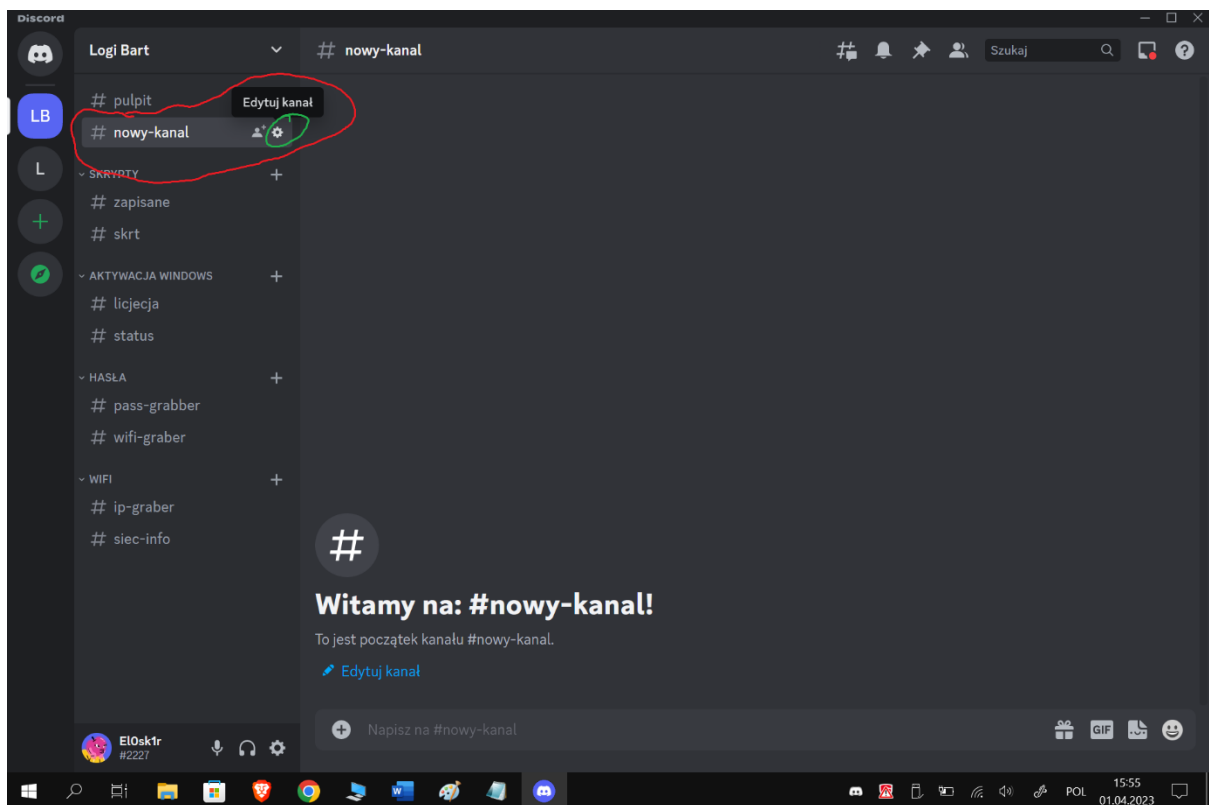 Discord
Logi Bart
# nowy-kanal
Szukaj
# pulpit
Edytuj kanał
LB
# nowy-kanal
L
SKRYPTY
# zapisane
# skrt
AKTYWACJA WINDOWS
# licjecja
# status
HASŁA
# pass-grabber
# wifi-graber
WIFI
# ip-graber
# siec-info
#
Witamy na: #nowy-kanal!
To jest początek kanału #nowy-kanal.
Edytuj kanał
Napisz na #nowy-kanal
GIF
El0sk1r
#2227
POL
15:55
01.04.2023